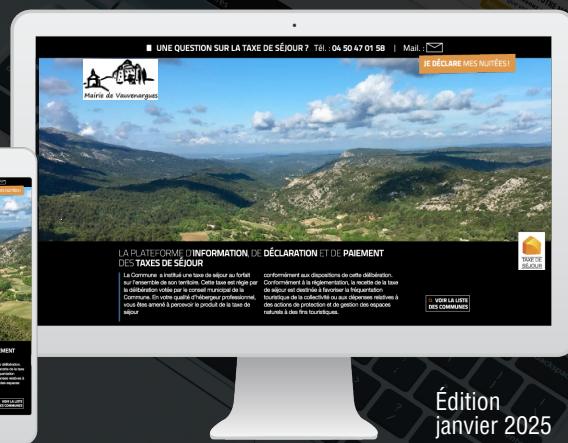 UNE QUESTION SUR LA TAXE DE SÉJOUR ? Tél. : 04 50 47 01 58 | Mail. :
JE DÉCLARE MES NUITÉES !
Mairie de Vauvenargues
LA PLATEFORME D'INFORMATION, DE DÉCLARATION ET DE PAIEMENT
DES TAXES DE SÉJOUR
La Commune a institué une taxe de séjour au forfait
sur l'ensemble de son territoire. Cette taxe est régie par
la délibération votée par le conseil municipal de la
Commune. En votre qualité d'hébergeur professionnel,
vous êtes amené à percevoir le produit de la taxe de
séjour
conformément aux dispositions de cette délibération.
Conformément à la réglementation, la recette de la taxe
de séjour est destinée à favoriser la fréquentation
touristique de la collectivité ou aux dépenses relatives à
des actions de protection et de gestion des espaces
naturels à des fins touristiques.
TAXE DE
SÉJOUR
VOIR LA LISTE
DES COMMUNES
VOIR LA LISTE
DES COMMUNES
Édition
janvier 2025